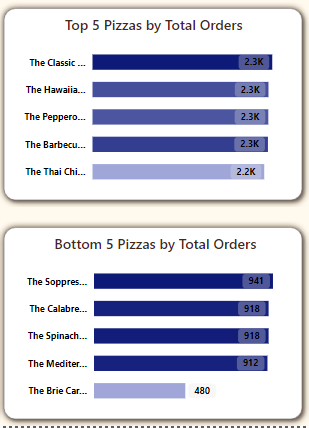 Top 5 Pizzas by Total Orders
The Classic ... 2.3K
The Hawaiia... 2.3K
The Peppero... 2.3K
The Barbecu... 2.3K
The Thai Chi... 2.2K
Bottom 5 Pizzas by Total Orders
The Soppres... 941
The Calabre... 918
The Spinach... 918
The Mediter... 912
The Brie Car... 480